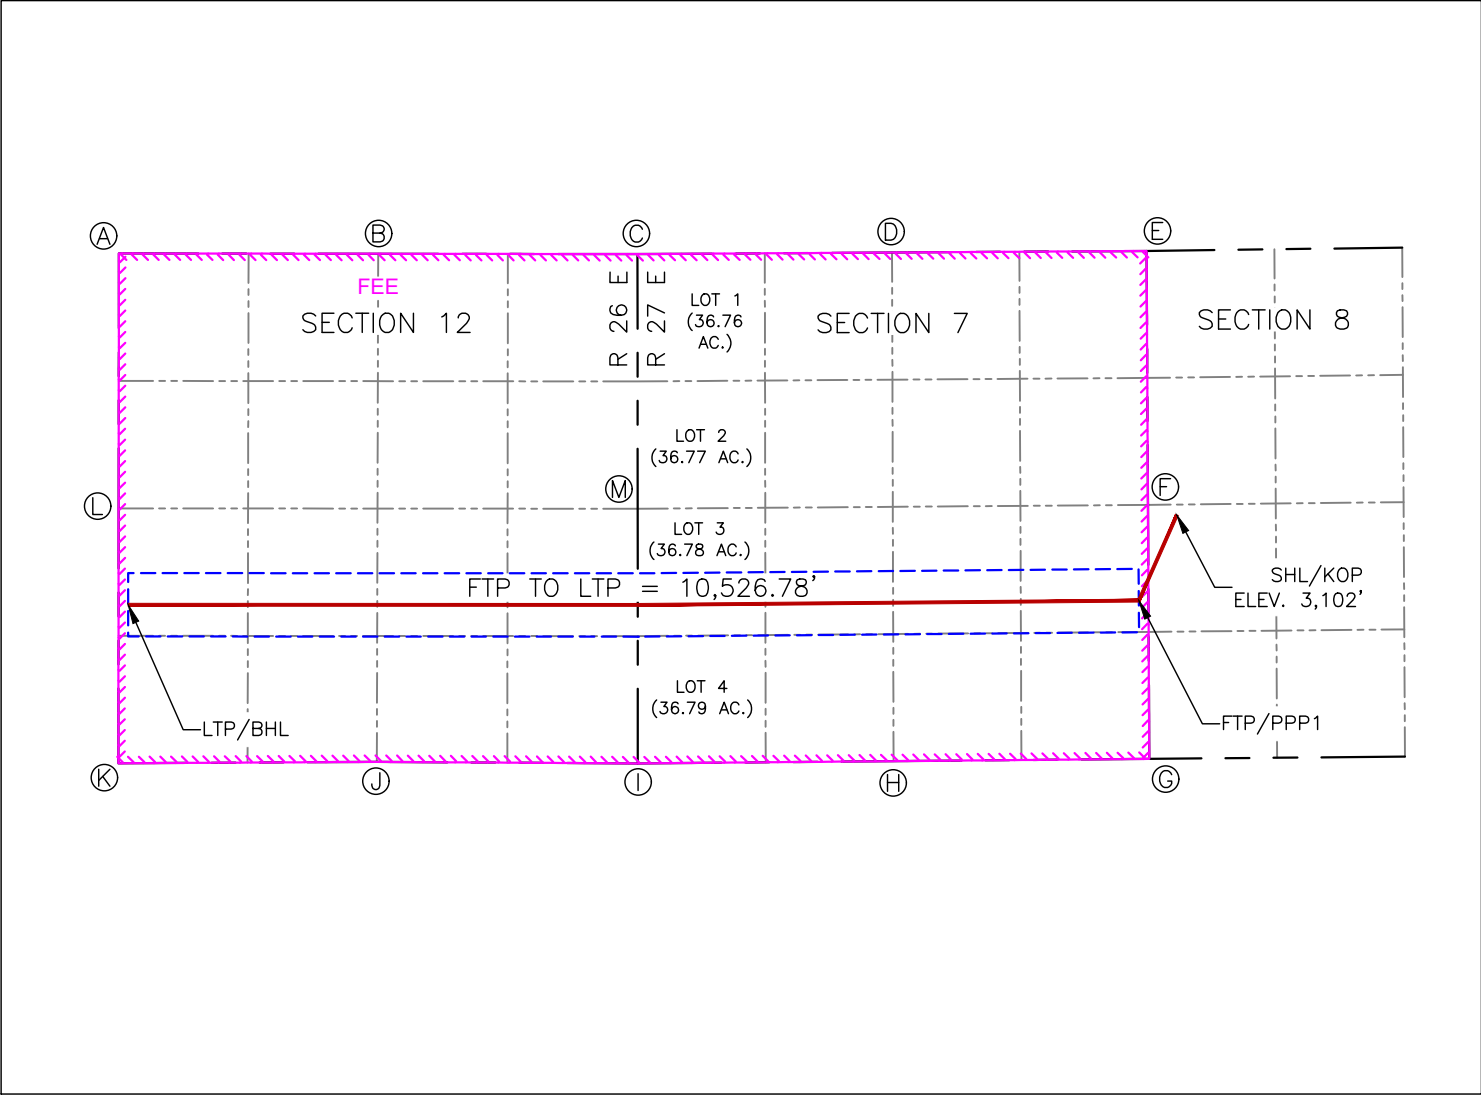 A
B
C
D
E
FEE
SECTION 12
R 26 E
R 27 E
LOT 1
(36.76
AC.)
SECTION 7
SECTION 8
LOT 2
(36.77 AC.)
L
M
F
LOT 3
(36.78 AC.)
FTP TO LTP = 10,526.78'
SHL/KOP
ELEV. 3,102'
LOT 4
(36.79 AC.)
LTP/BHL
FTP/PPP1
K
J
I
H
G